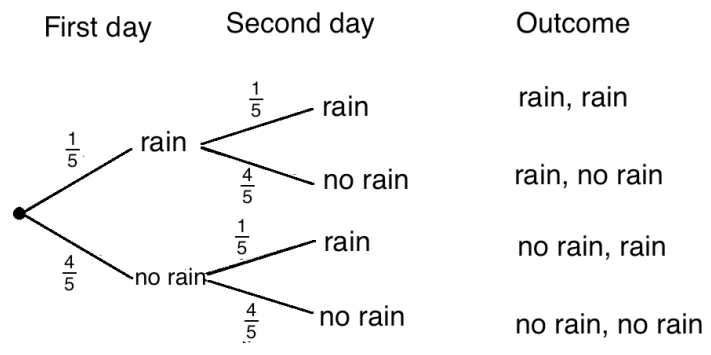 First day Second day Outcome
1/5 rain 1/5 rain rain, rain
4/5 no rain rain, no rain
4/5 no rain 1/5 rain no rain, rain
4/5 no rain no rain, no rain